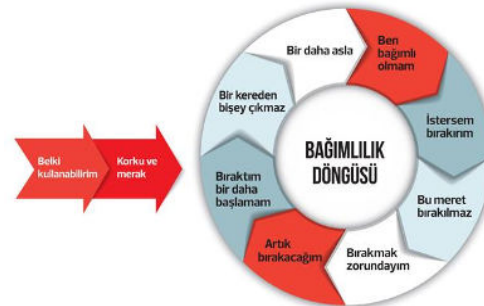 Belki
kullanabilirim
Korku ve
merak
BAĞIMLILIK
DÖNGÜSÜ
Ben
bağımlı
olmam
İstersem
bırakırım
Bu meret
bırakılmaz
Bırakmak
zorundayım
Artık
bırakacağım
Bıraktım
bir daha
başlamam
Bir kereden
bişey çıkmaz
Bir daha asla